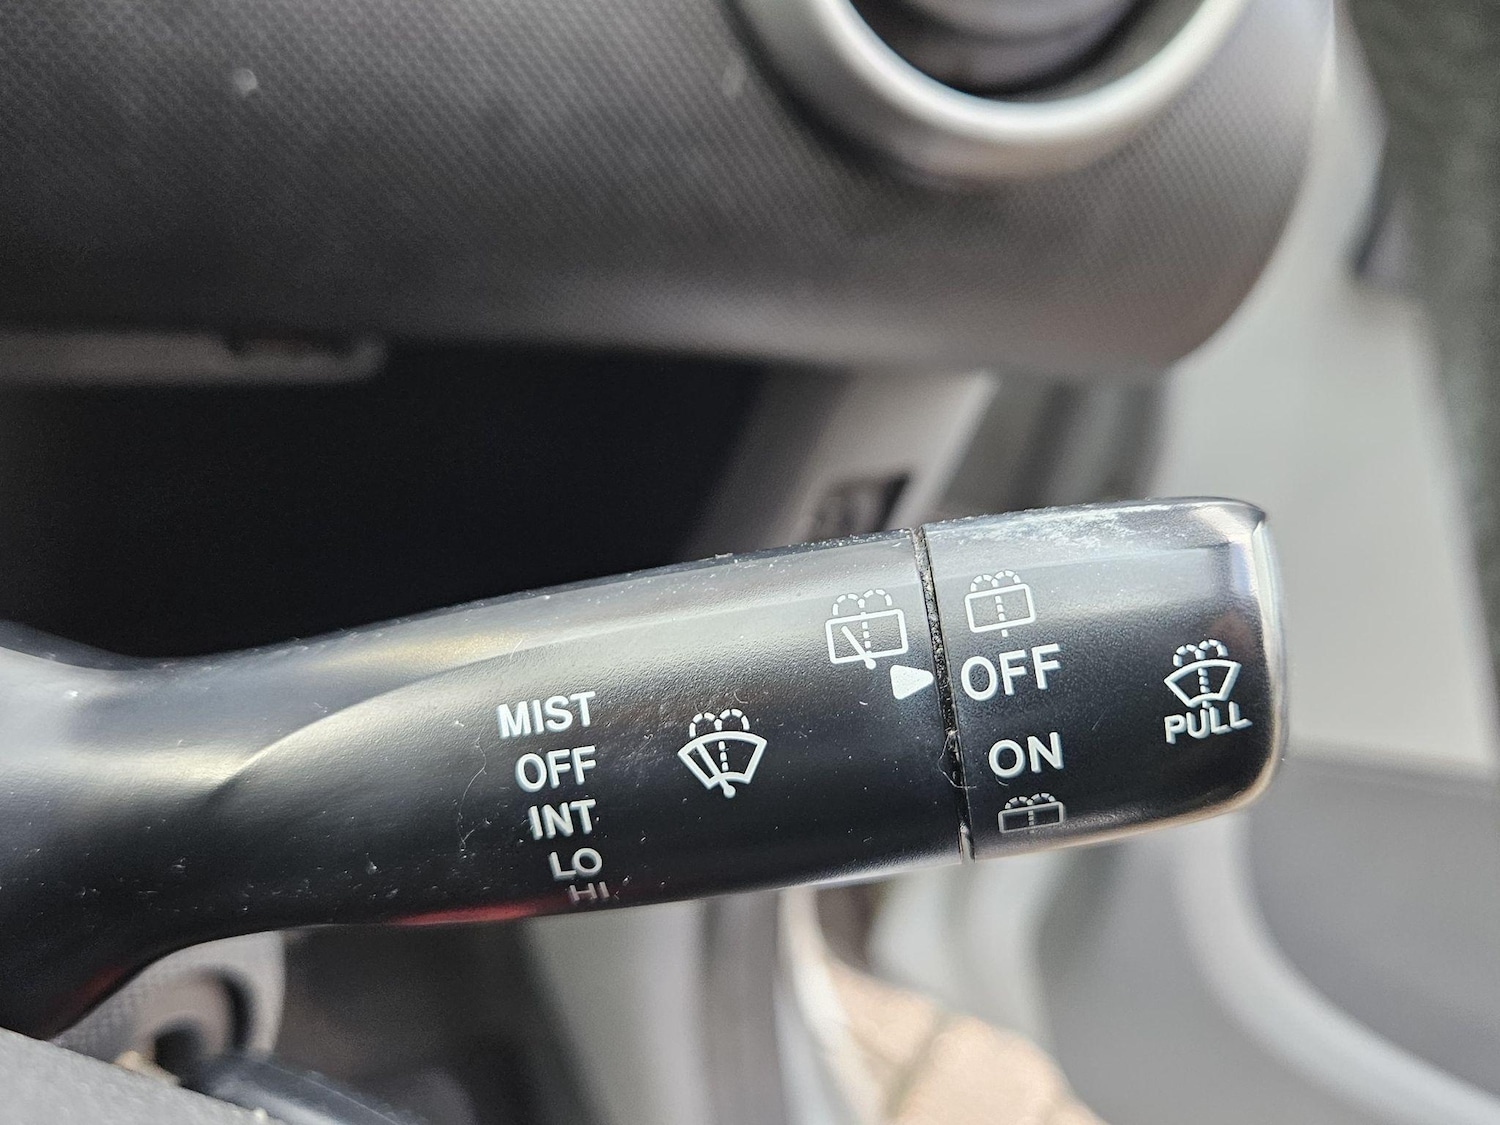 MIST
OFF
INT
LO
HI
OFF
ON
PULL